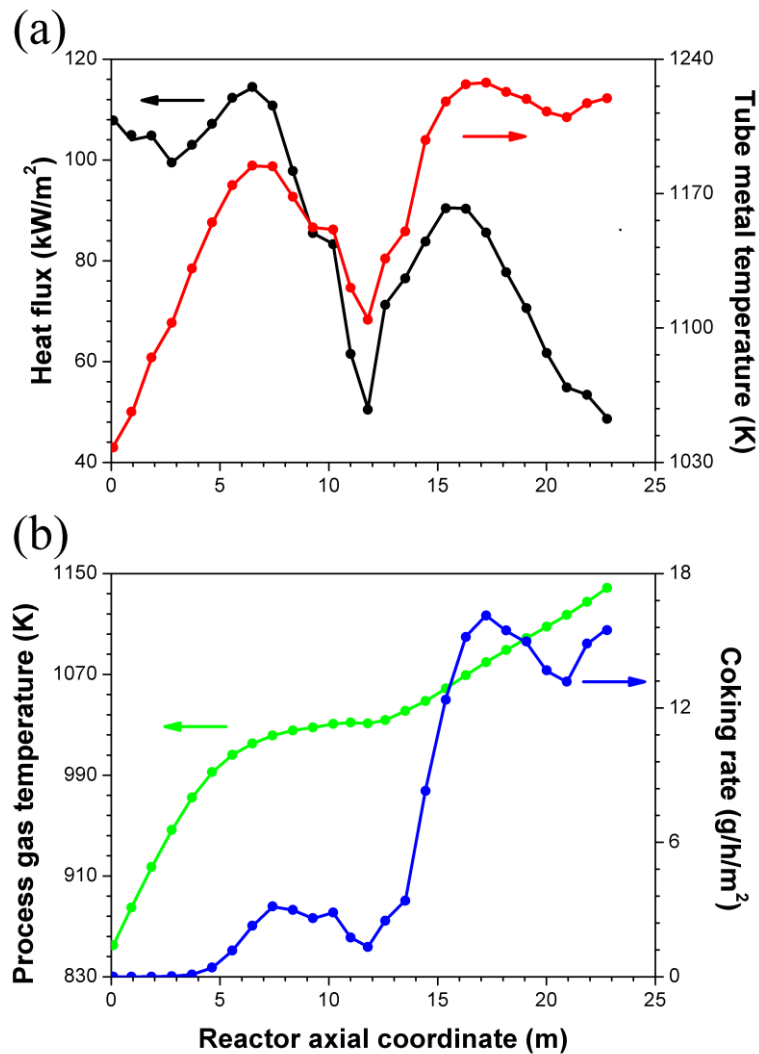 (a)
120
100
80
60
40
Heat flux (kW/m²)
1240
1170
1100
1030
Tube metal temperature (K)
0 5 10 15 20 25
(b)
1150
1070
990
910
830
Process gas temperature (K)
18
12
6
0
Coking rate (g/h/m²)
0 5 10 15 20 25
Reactor axial coordinate (m)